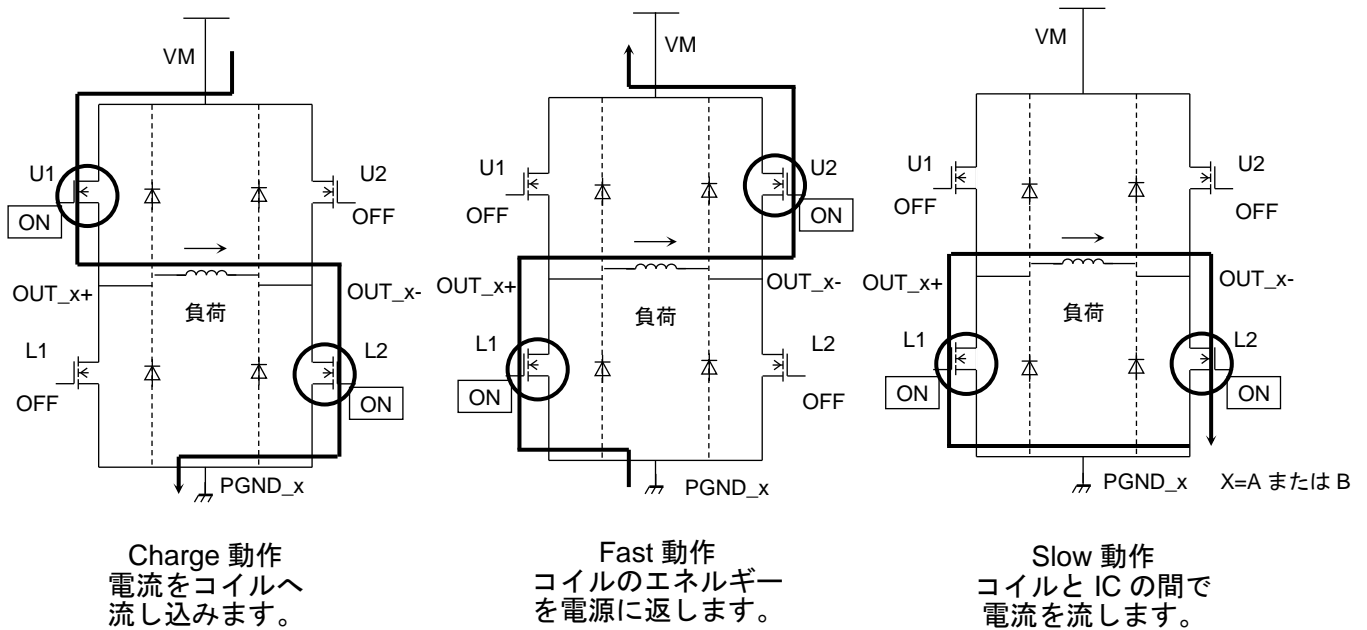 VM
U1
ON
U2
OFF
OUT_x+
負荷
OUT_x-
L1
OFF
L2
ON
PGND_x
Charge 動作
電流をコイルへ
流し込みます。
VM
U1
OFF
U2
ON
OUT_x+
負荷
OUT_x-
L1
ON
L2
OFF
PGND_x
Fast 動作
コイルのエネルギー
を電源に返します。
VM
U1
OFF
U2
OFF
OUT_x+
負荷
OUT_x-
L1
ON
L2
ON
PGND_x
X=A または B
Slow 動作
コイルと IC の間で
電流を流します。